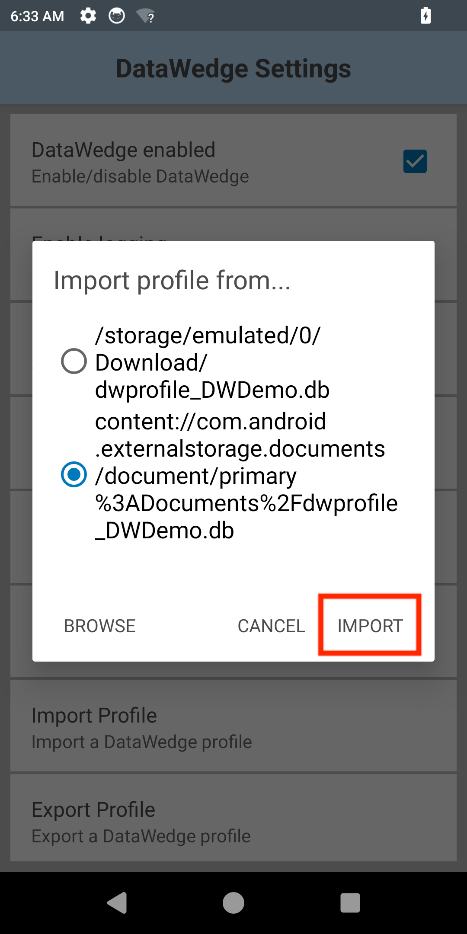 6:33 AM
DataWedge Settings
DataWedge enabled
Enable/disable DataWedge
Import profile from...
/storage/emulated/0/
Download/
dwprofile_DWDemo.db
content://com.android
.externalstorage.documents
/document/primary
%3ADocuments%2Fdwprofile
_DWDemo.db
BROWSE
CANCEL
IMPORT
Import Profile
Import a DataWedge profile
Export Profile
Export a DataWedge profile